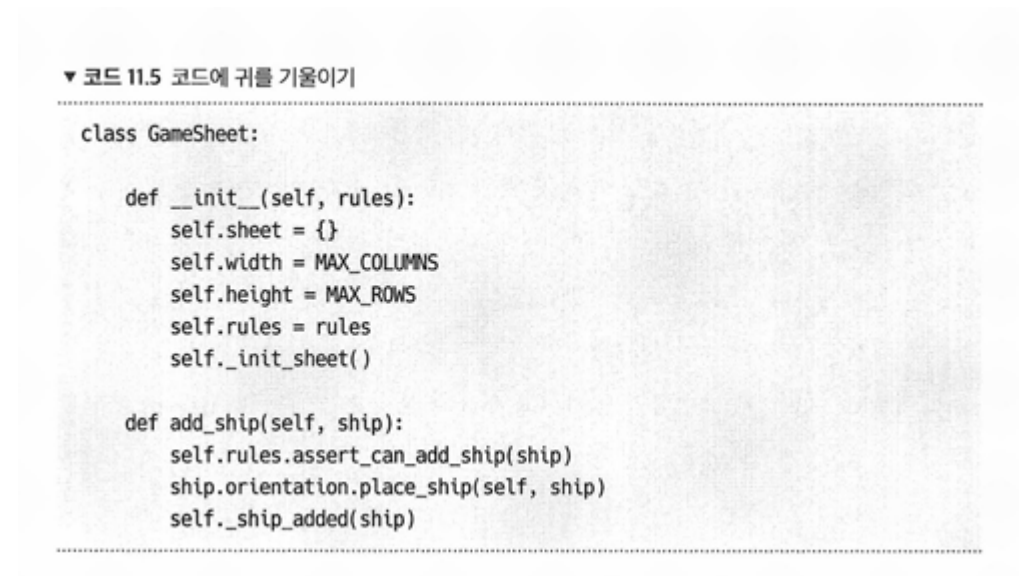 ▼ 코드 11.5 코드에 귀를 기울이기
class GameSheet:
    def __init__(self, rules):
        self.sheet = {}
        self.width = MAX_COLUMNS
        self.height = MAX_ROWS
        self.rules = rules
        self._init_sheet()
    def add_ship(self, ship):
        self.rules.assert_can_add_ship(ship)
        ship.orientation.place_ship(self, ship)
        self._ship_added(ship)